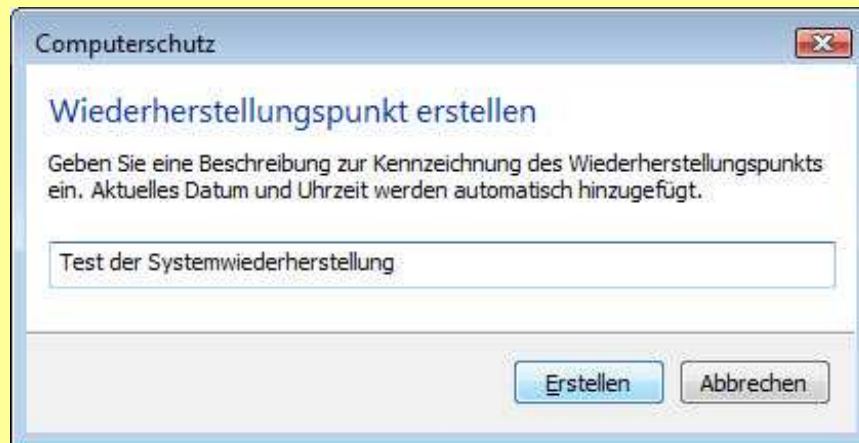 Computerschutz
Wiederherstellungspunkt erstellen
Geben Sie eine Beschreibung zur Kennzeichnung des Wiederherstellungspunkts
ein. Aktuelles Datum und Uhrzeit werden automatisch hinzugefügt.
Test der Systemwiederherstellung
Erstellen Abbrechen